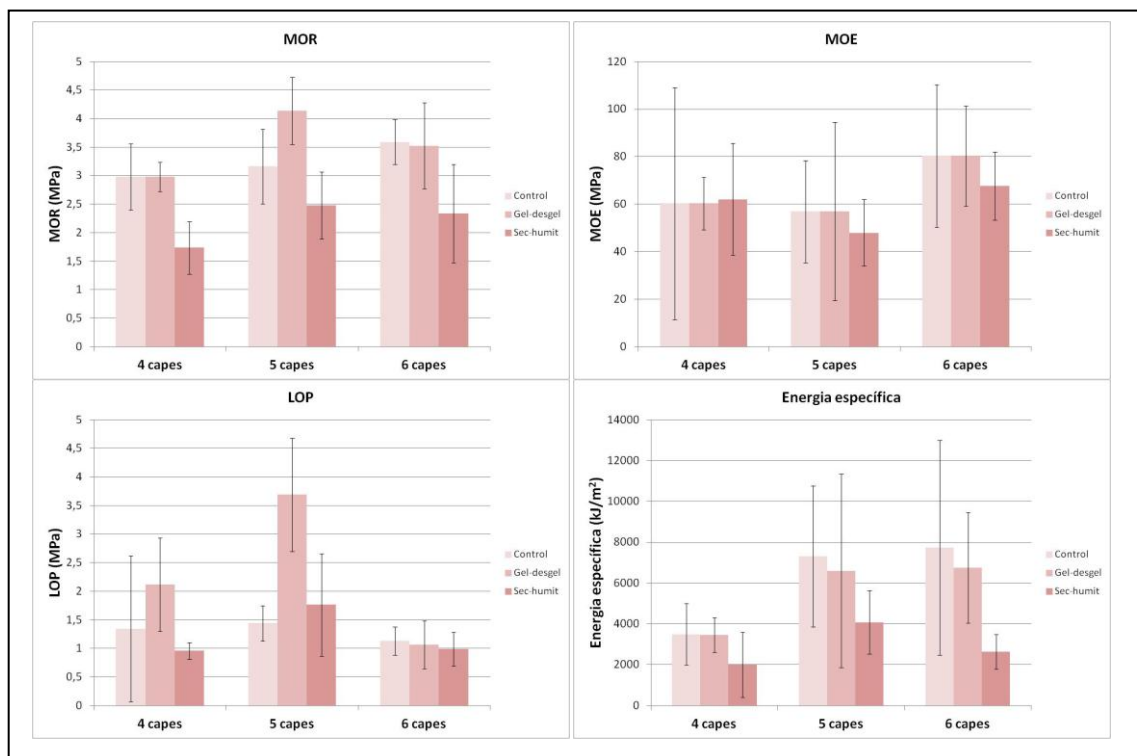 MOR
MOR (MPa)
5
4,5
4
3,5
3
2,5
2
1,5
1
0,5
0
4 capes 5 capes 6 capes
Control
Gel-desgel
Sec-humit
MOE
MOE (MPa)
120
100
80
60
40
20
0
4 capes 5 capes 6 capes
Control
Gel-desgel
Sec-humit
LOP
LOP (MPa)
5
4,5
4
3,5
3
2,5
2
1,5
1
0,5
0
4 capes 5 capes 6 capes
Control
Gel-desgel
Sec-humit
Energia específica
Energia específica (kJ/m²)
14000
12000
10000
8000
6000
4000
2000
0
4 capes 5 capes 6 capes
Control
Gel-desgel
Sec-humit